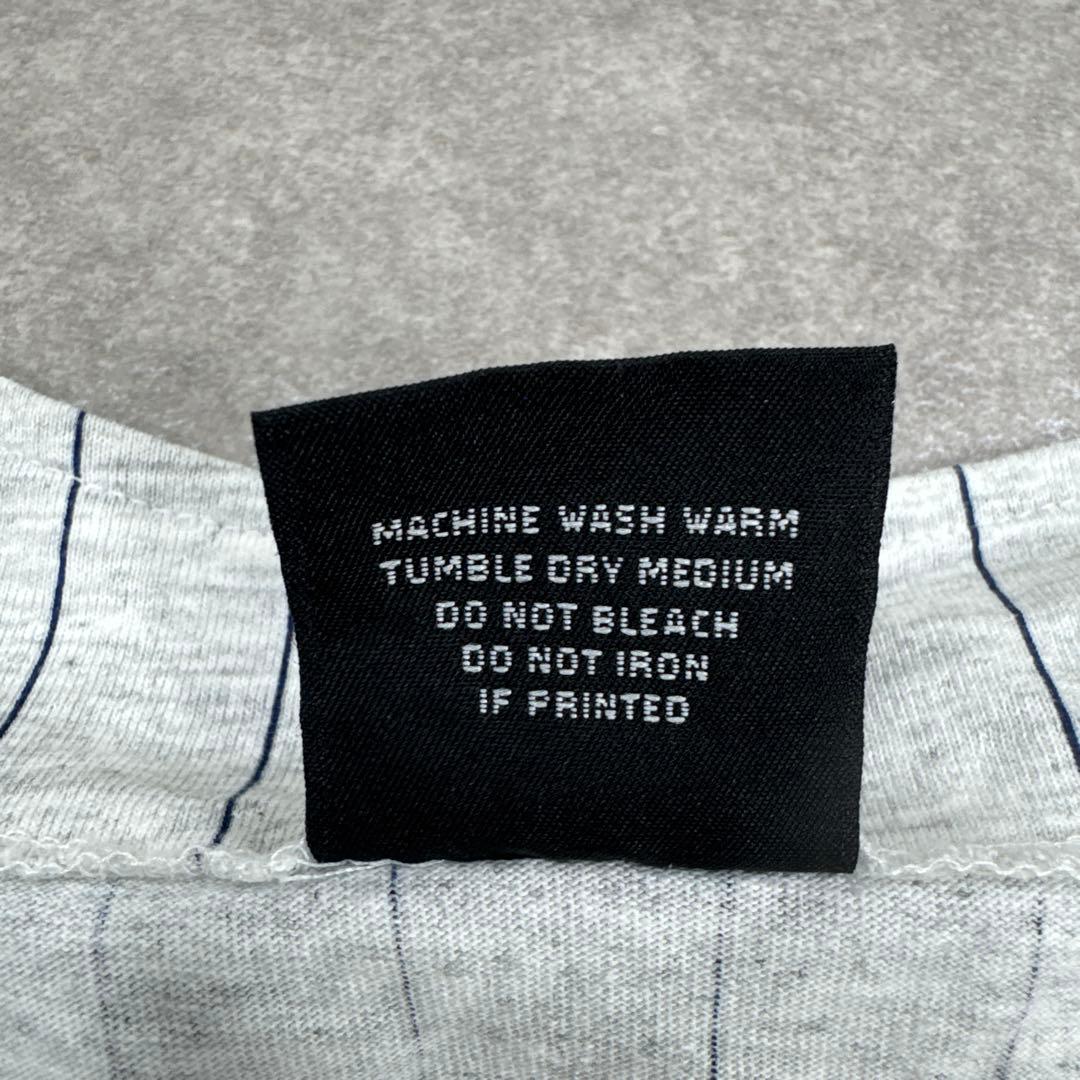 MACHINE WASH WARM
TUMBLE DRY MEDIUM
DO NOT BLEACH
DO NOT IRON
IF PRINTED